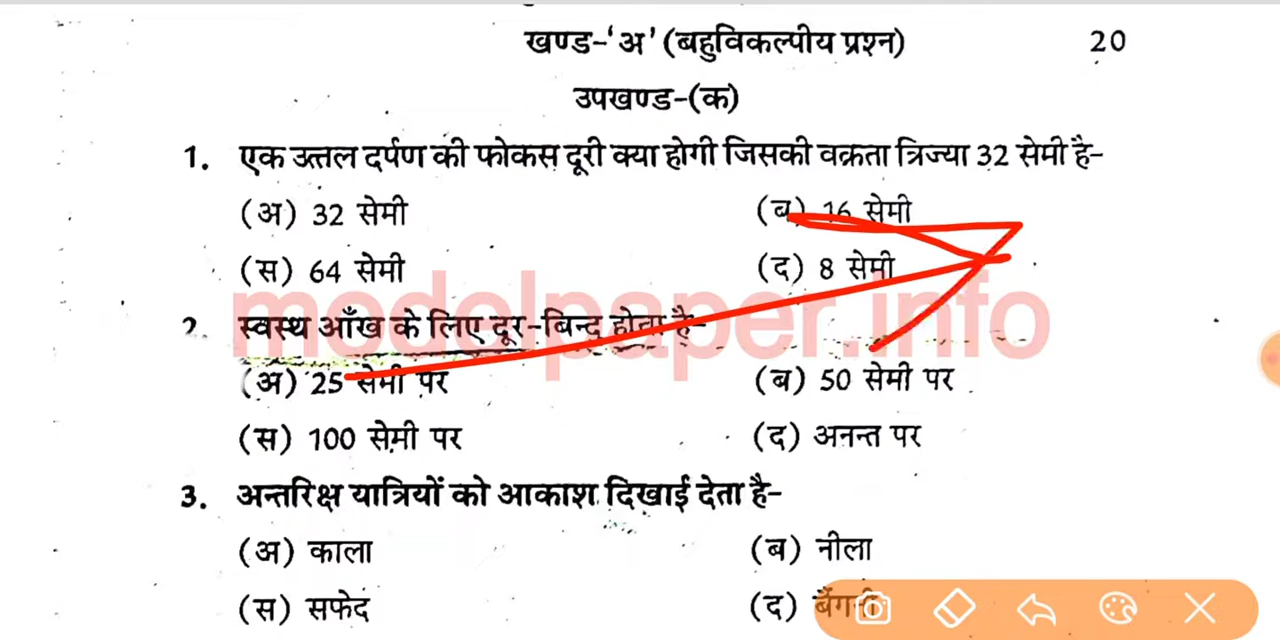 खण्ड-'अ' (बहुविकल्पीय प्रश्न) 20
उपखण्ड-(क)
1. एक उत्तल दर्पण की फोकस दूरी क्या होगी जिसकी वक्रता त्रिज्या 32 सेमी है-
(अ) 32 सेमी (ब) 16 सेमी
(स) 64 सेमी (द) 8 सेमी
modelpaper.info
2. स्वस्थ आँख के लिए दूर-बिन्दु होता है-
(अ) 25 सेमी पर (ब) 50 सेमी पर
(स) 100 सेमी पर (द) अनन्त पर
3. अन्तरिक्ष यात्रियों को आकाश दिखाई देता है-
(अ) काला (ब) नीला
(स) सफेद (द) बैंगनी